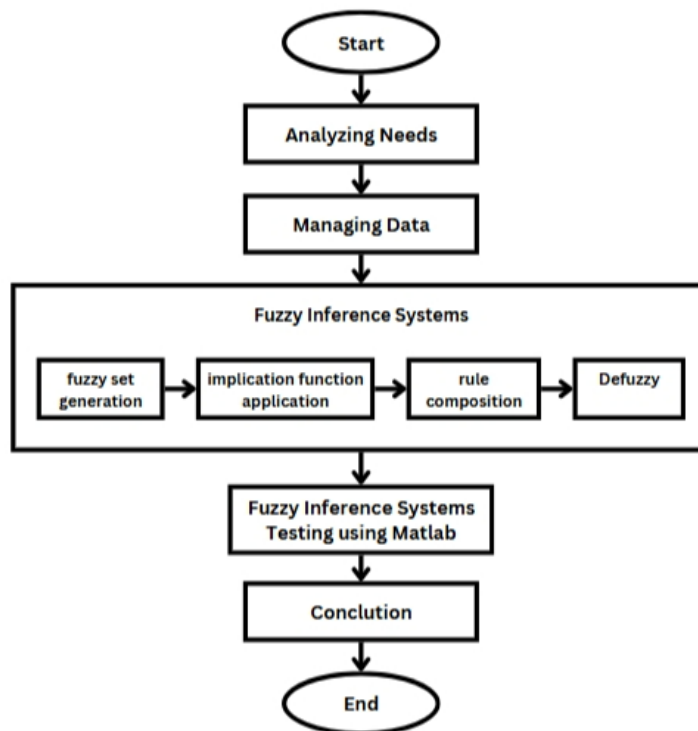 Start
Analyzing Needs
Managing Data
Fuzzy Inference Systems
fuzzy set
generation
implication function
application
rule
composition
Defuzzy
Fuzzy Inference Systems
Testing using Matlab
Conclution
End